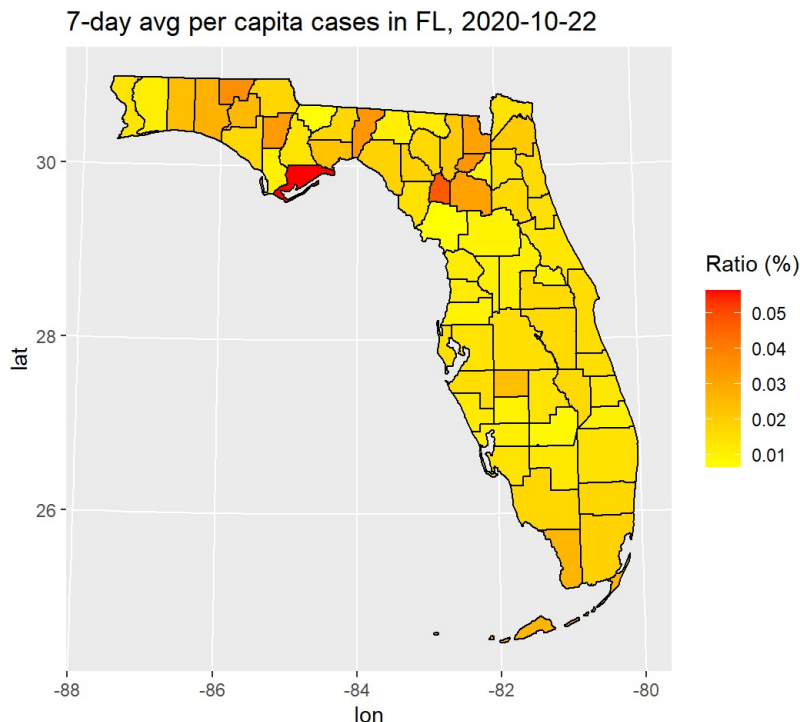 7-day avg per capita cases in FL, 2020-10-22
30
28
26
lat
-88 -86 -84 -82 -80
lon
Ratio (%)
0.05
0.04
0.03
0.02
0.01